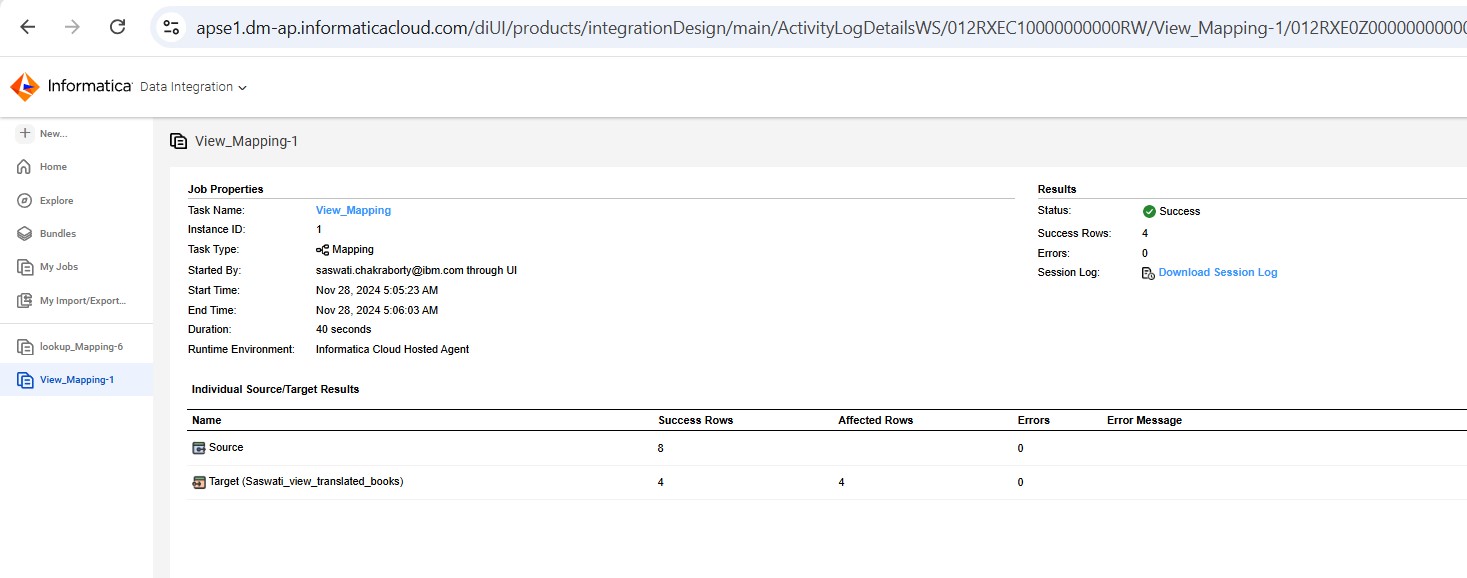 apse1.dm-ap.informaticacloud.com/diUI/products/integrationDesign/main/ActivityLogDetailsWS/012RXEC10000000000RW/View_Mapping-1/012RXE0Z0000000000
Informatica Data Integration
New...
Home
Explore
Bundles
My Jobs
My Import/Export...
lookup_Mapping-6
View_Mapping-1
View_Mapping-1
Job Properties
Task Name: View_Mapping
Instance ID: 1
Task Type: Mapping
Started By: saswati.chakraborty@ibm.com through UI
Start Time: Nov 28, 2024 5:05:23 AM
End Time: Nov 28, 2024 5:06:03 AM
Duration: 40 seconds
Runtime Environment: Informatica Cloud Hosted Agent
Results
Status: Success
Success Rows: 4
Errors: 0
Session Log: Download Session Log
Individual Source/Target Results
Name Success Rows Affected Rows Errors Error Message
Source 8 0
Target (Saswati_view_translated_books) 4 4 0